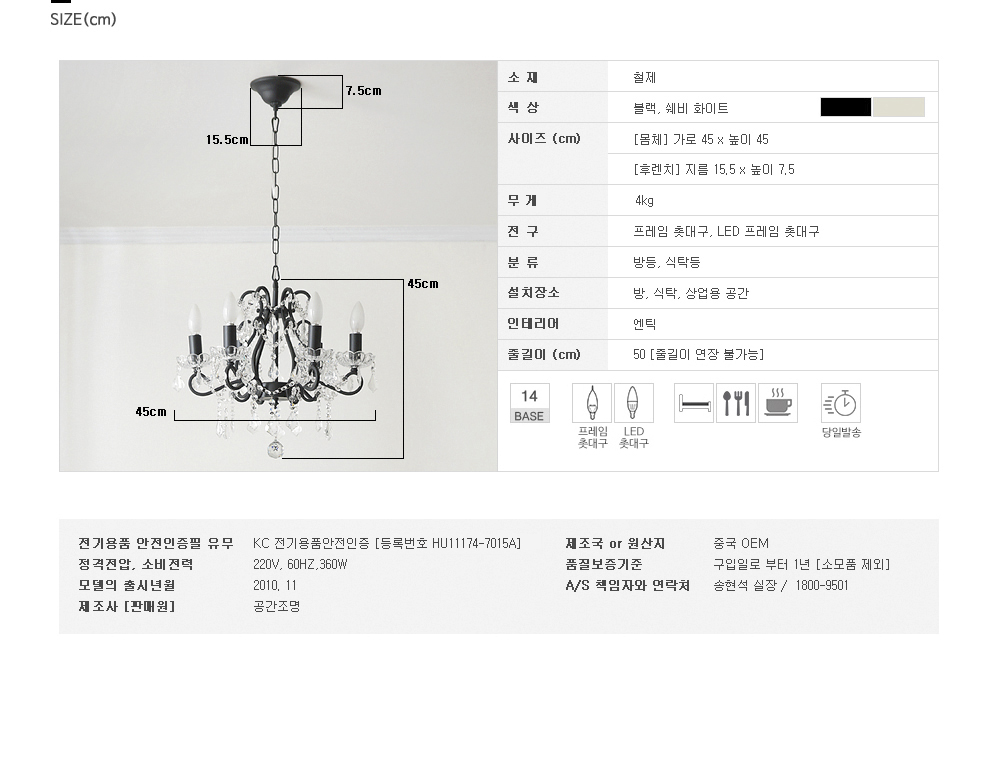 SIZE(cm)
7.5cm
15.5cm
45cm
45cm
소 재 철제
색 상 블랙, 쉐비 화이트
사이즈 (cm) [몸체] 가로 45 x 높이 45
[후렌치] 지름 15.5 x 높이 7.5
무 게 4kg
전 구 프레임 촛대구, LED 프레임 촛대구
분 류 방등, 식탁등
설치장소 방, 식탁, 상업용 공간
인테리어 엔틱
줄길이 (cm) 50 [줄길이 연장 불가능]
14
BASE
프레임
촛대구
LED
촛대구
당일발송
전기용품 안전인증필 유무 KC 전기용품안전인증 [등록번호 HU11174-7015A]
정격전압, 소비전력 220V, 60HZ,360W
모델의 출시년월 2010. 11
제조사 [판매원] 공간조명
제조국 or 원산지 중국 OEM
품질보증기준 구입일로 부터 1년 [소모품 제외]
A/S 책임자와 연락처 송현석 실장 / 1800-9501